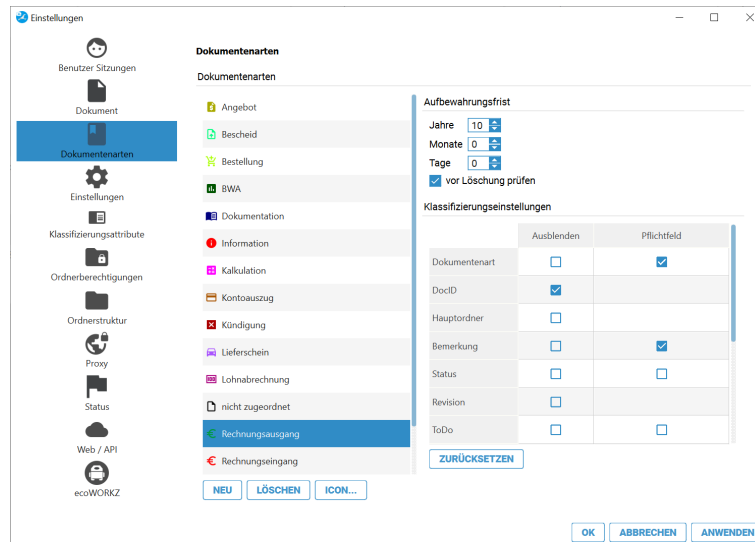 Einstellungen
Benutzer Sitzungen
Dokument
Dokumentenarten
Einstellungen
Klassifizierungsattribute
Ordnerberechtigungen
Ordnerstruktur
Proxy
Status
Web / API
ecoWORKZ
Dokumentenarten
Dokumentenarten
Angebot
Bescheid
Bestellung
BWA
Dokumentation
Information
Kalkulation
Kontoauszug
Kündigung
Lieferschein
Lohnabrechnung
nicht zugeordnet
Rechnungsausgang
Rechnungseingang
NEU LÖSCHEN ICON...
Aufbewahrungsfrist
Jahre 10
Monate 0
Tage 0
vor Löschung prüfen
Klassifizierungseinstellungen
Ausblenden Pflichtfeld
Dokumentenart
DocID
Hauptordner
Bemerkung
Status
Revision
ToDo
ZURÜCKSETZEN
OK ABBRECHEN ANWENDEN